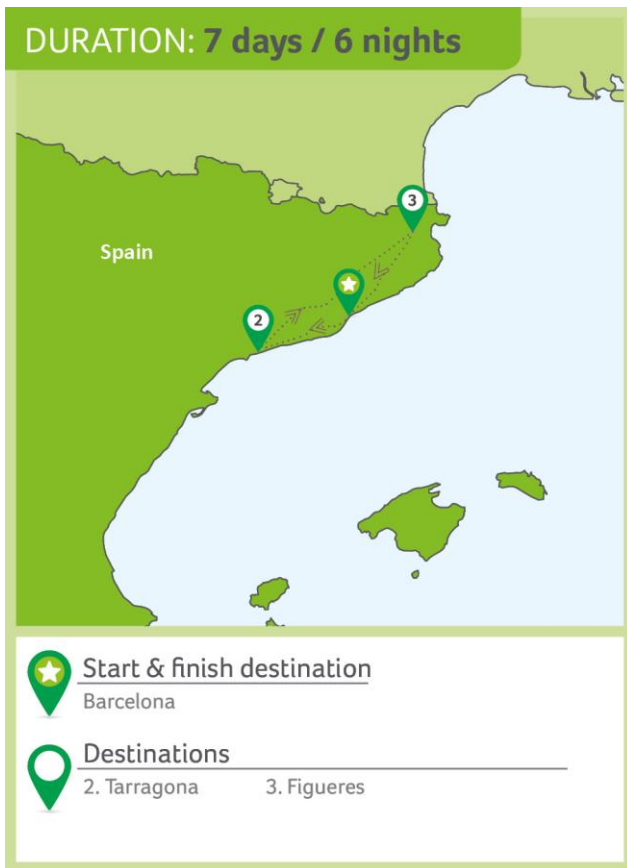 DURATION: 7 days / 6 nights
3
Spain
2
Start & finish destination
Barcelona
Destinations
2. Tarragona 3. Figueres